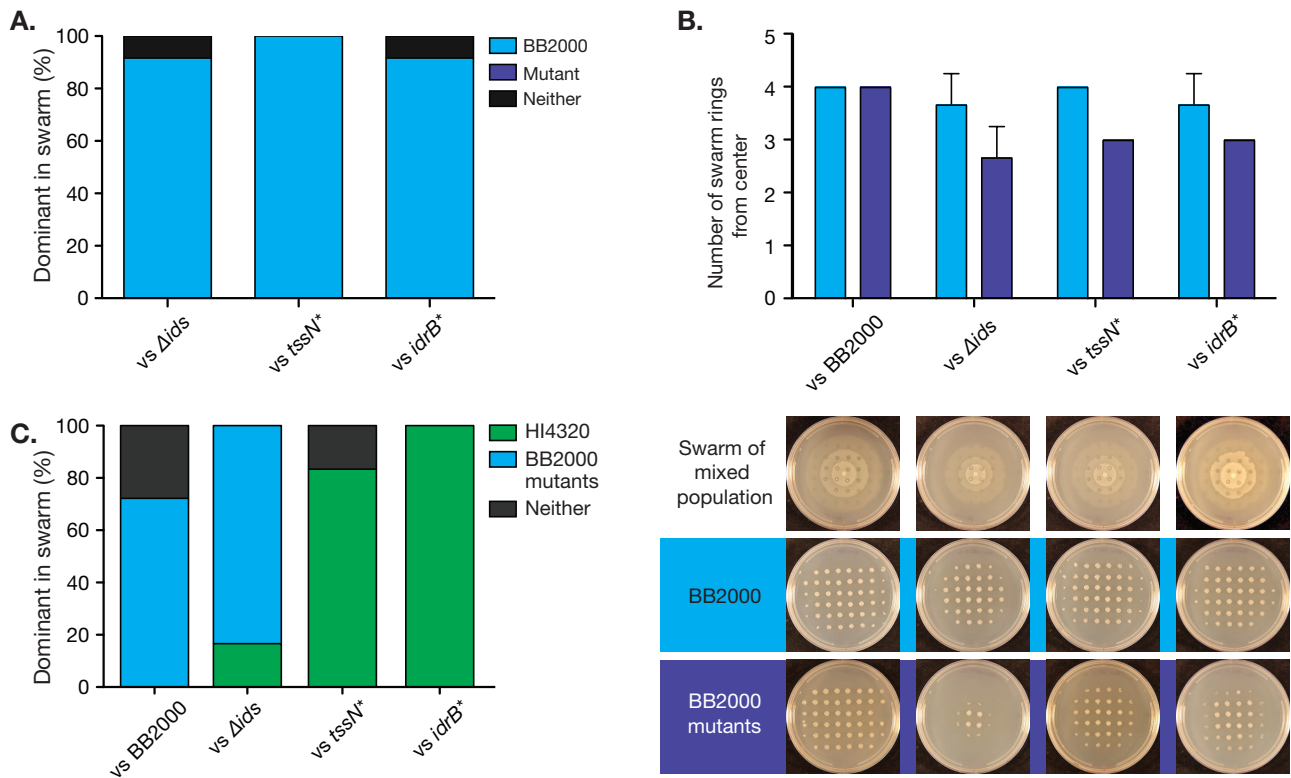 A.
Dominant in swarm (%)
100
80
60
40
20
0
vs Δids
vs tssN*
vs idrB*
BB2000
Mutant
Neither
B.
Number of swarm rings
from center
5
4
3
2
4
0
vs BB2000
vs Δids
vs tssN*
vs idrB*
C.
Dominant in swarm (%)
100
80
60
40
20
0
vs BB2000
vs Δids
vs tssN*
vs idrB*
HI4320
BB2000
mutants
Neither
Swarm of
mixed
population
BB2000
BB2000
mutants